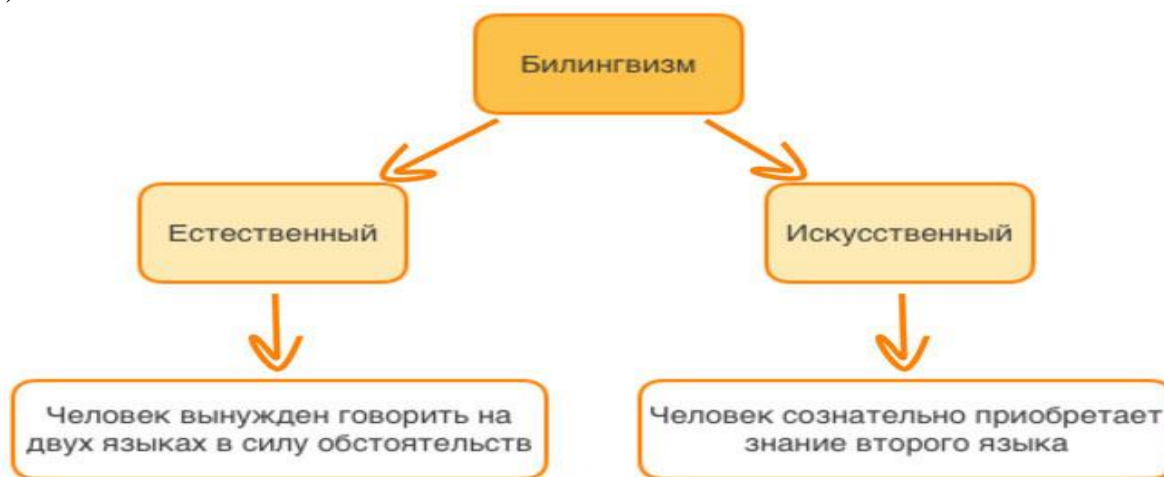 Билингвизм
Естественный
Искусственный
Человек вынужден говорить на
двух языках в силу обстоятельств
Человек сознательно приобретает
знание второго языка